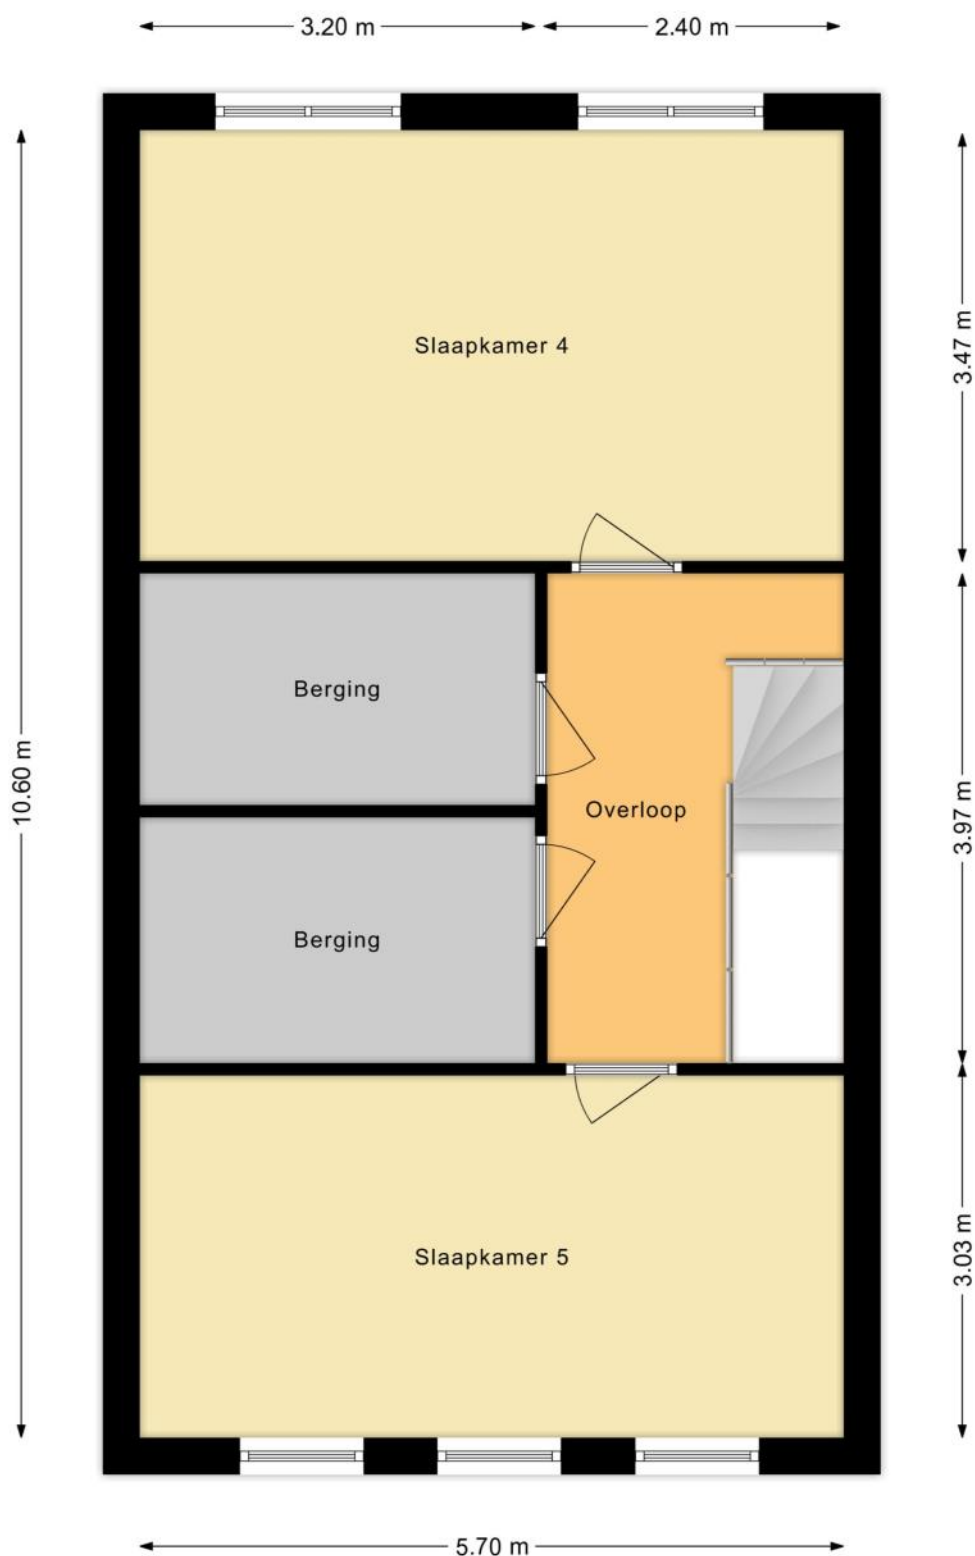 3.20 m
2.40 m
Slaapkamer 4
3.47 m
Berging
10.60 m
Overloop
3.97 m
Berging
Slaapkamer 5
3.03 m
5.70 m